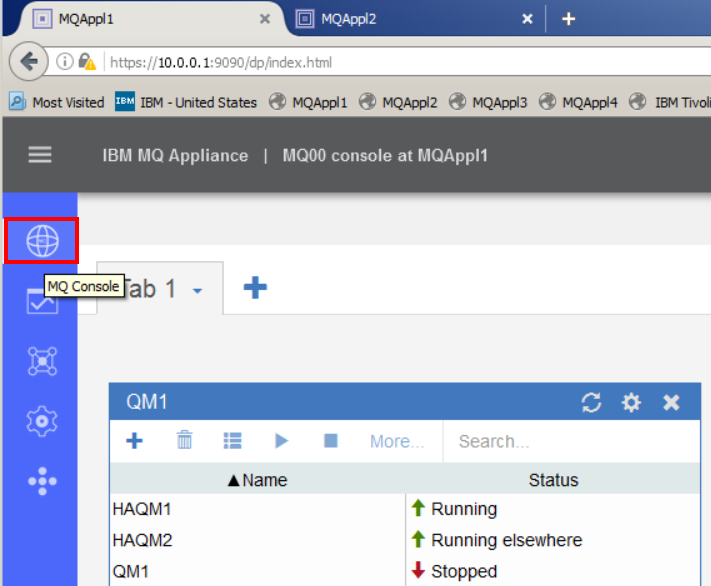 MQAppl1 MQAppl2
https://10.0.0.1:9090/dp/index.html
Most Visited IBM IBM - United States MQAppl1 MQAppl2 MQAppl3 MQAppl4 IBM Tivoli
IBM MQ Appliance | MQ00 console at MQAppl1
MQ Console
Tab 1
QM1
More... Search...
▲Name Status
HAQM1 Running
HAQM2 Running elsewhere
QM1 Stopped